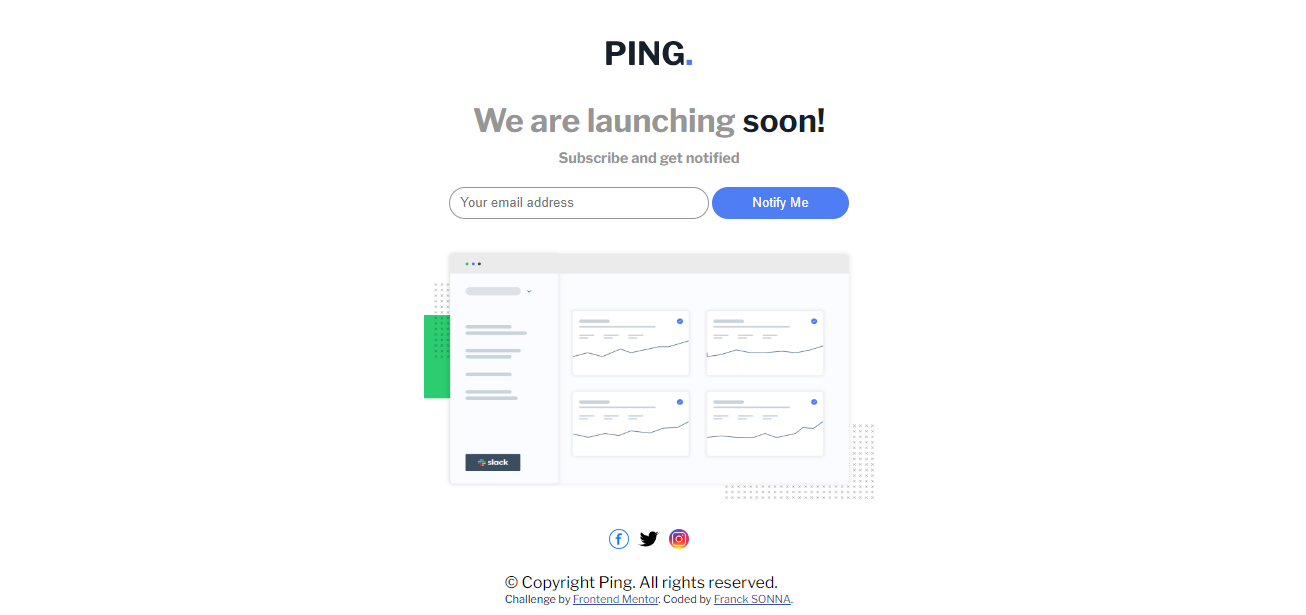 PING.
We are launching soon!
Subscribe and get notified
Your email address
Notify Me
slack
© Copyright Ping. All rights reserved.
Challenge by Frontend Mentor. Coded by Franck SONNA.